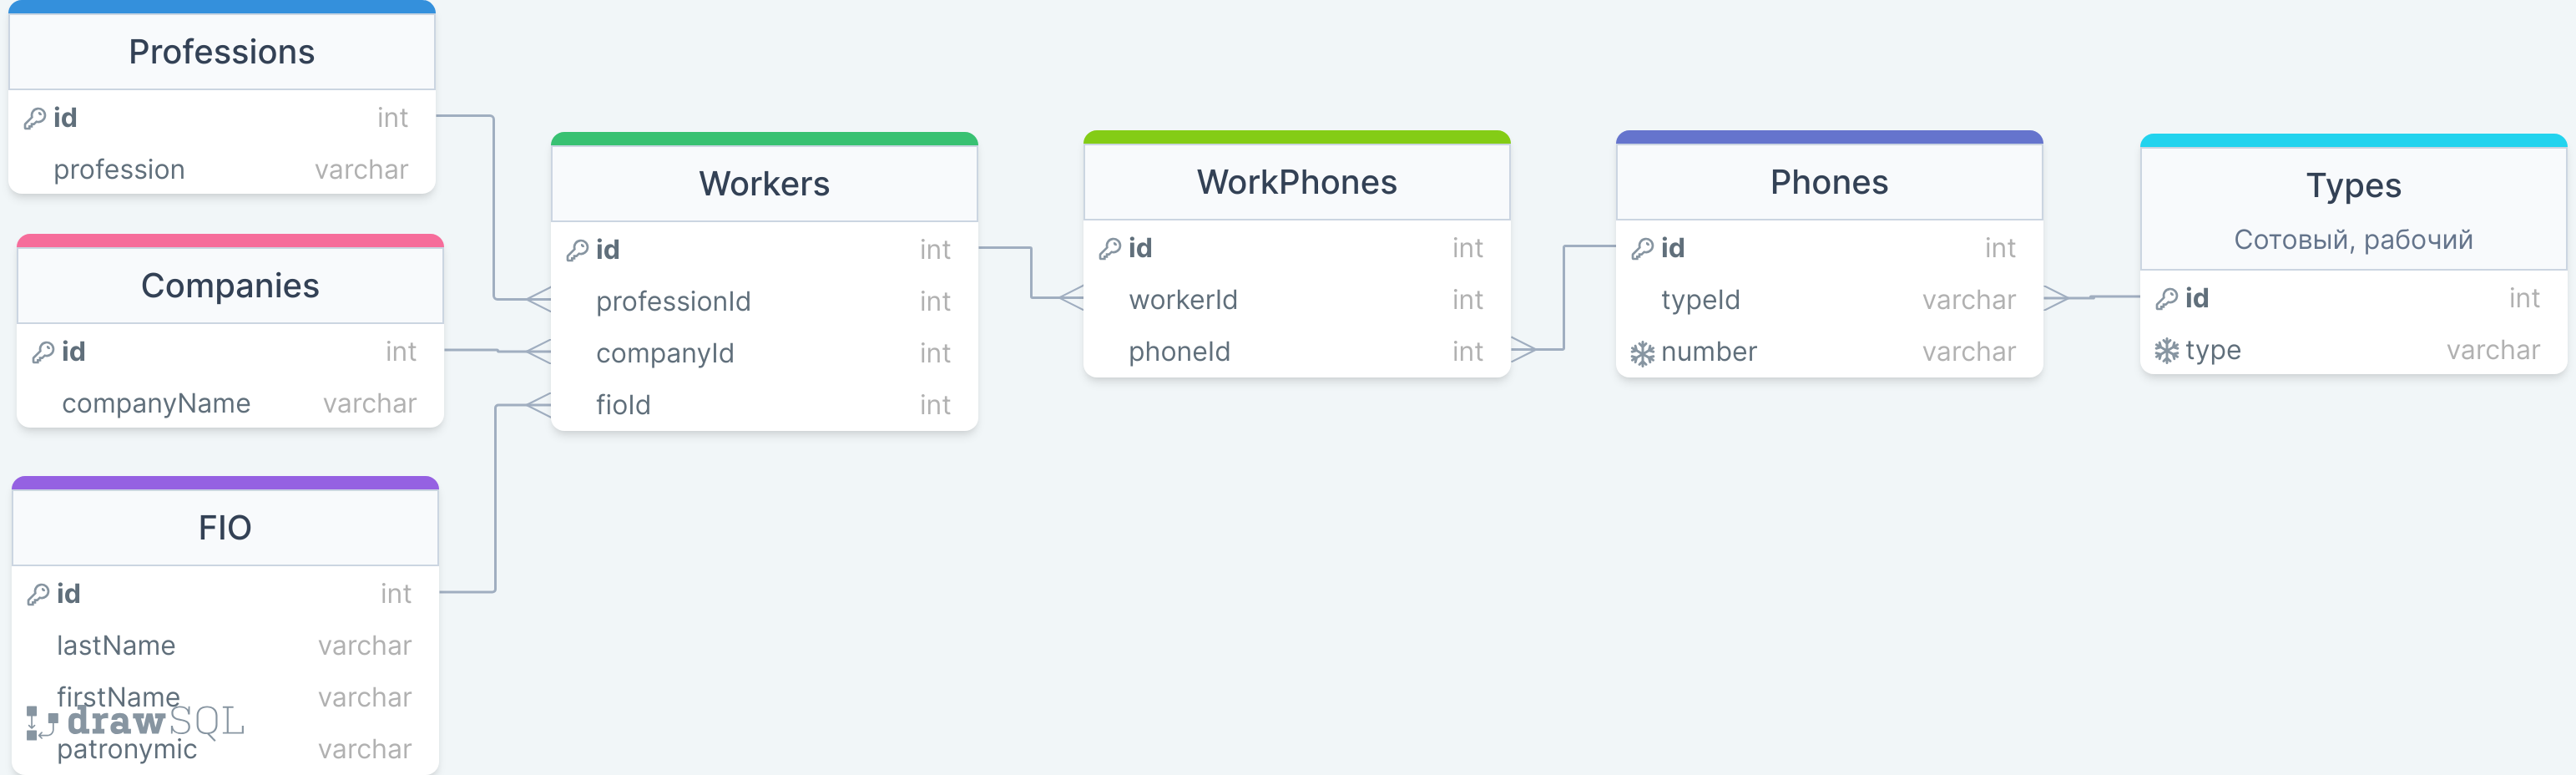 Professions
id int
profession varchar
Companies
id int
companyName varchar
FIO
id int
lastName varchar
firstName varchar
patronymic varchar
drawSQL
Workers
id int
professionId int
companyId int
fioId int
WorkPhones
id int
workerId int
phoneId int
Phones
id int
typeId varchar
number varchar
Types
Сотовый, рабочий
id int
type varchar